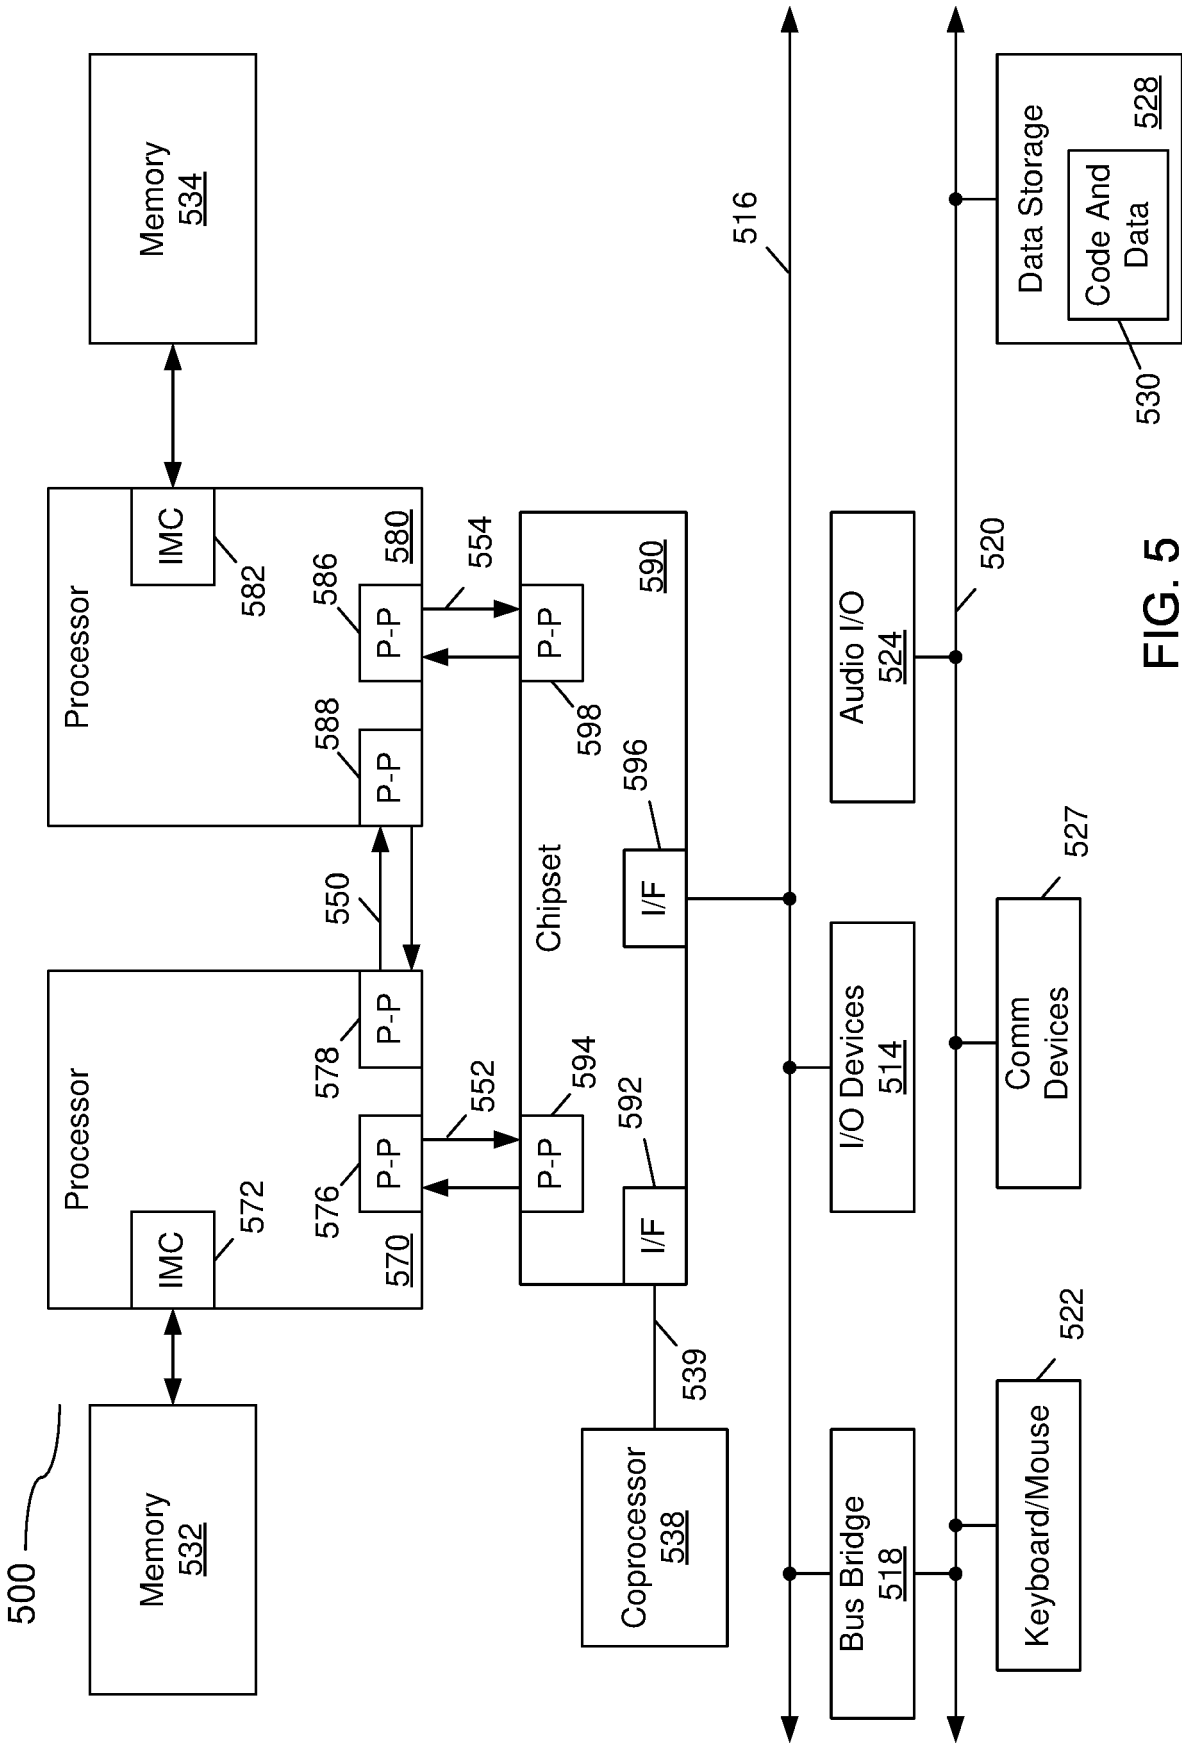 500
Memory
532
Processor
IMC
572
P-P
576
P-P
578
570
550
Processor
IMC
582
P-P
588
P-P
586
580
Memory
534
552
554
Chipset
P-P
594
P-P
598
I/F
592
I/F
596
590
Coprocessor
538
539
516
Bus Bridge
518
I/O Devices
514
Audio I/O
524
520
Keyboard/Mouse
522
Comm
Devices
527
Data Storage
528
Code And
Data
530
FIG. 5